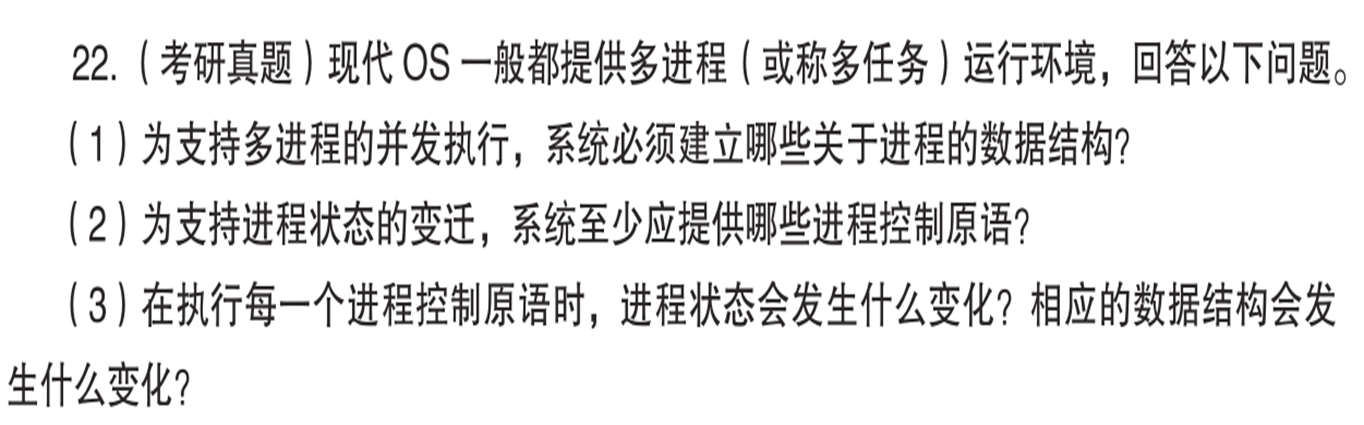 22.（考研真题）现代 OS 一般都提供多进程（或称多任务）运行环境，回答以下问题。
（1）为支持多进程的并发执行，系统必须建立哪些关于进程的数据结构?
（2）为支持进程状态的变迁，系统至少应提供哪些进程控制原语?
（3）在执行每一个进程控制原语时，进程状态会发生什么变化? 相应的数据结构会发
生什么变化?